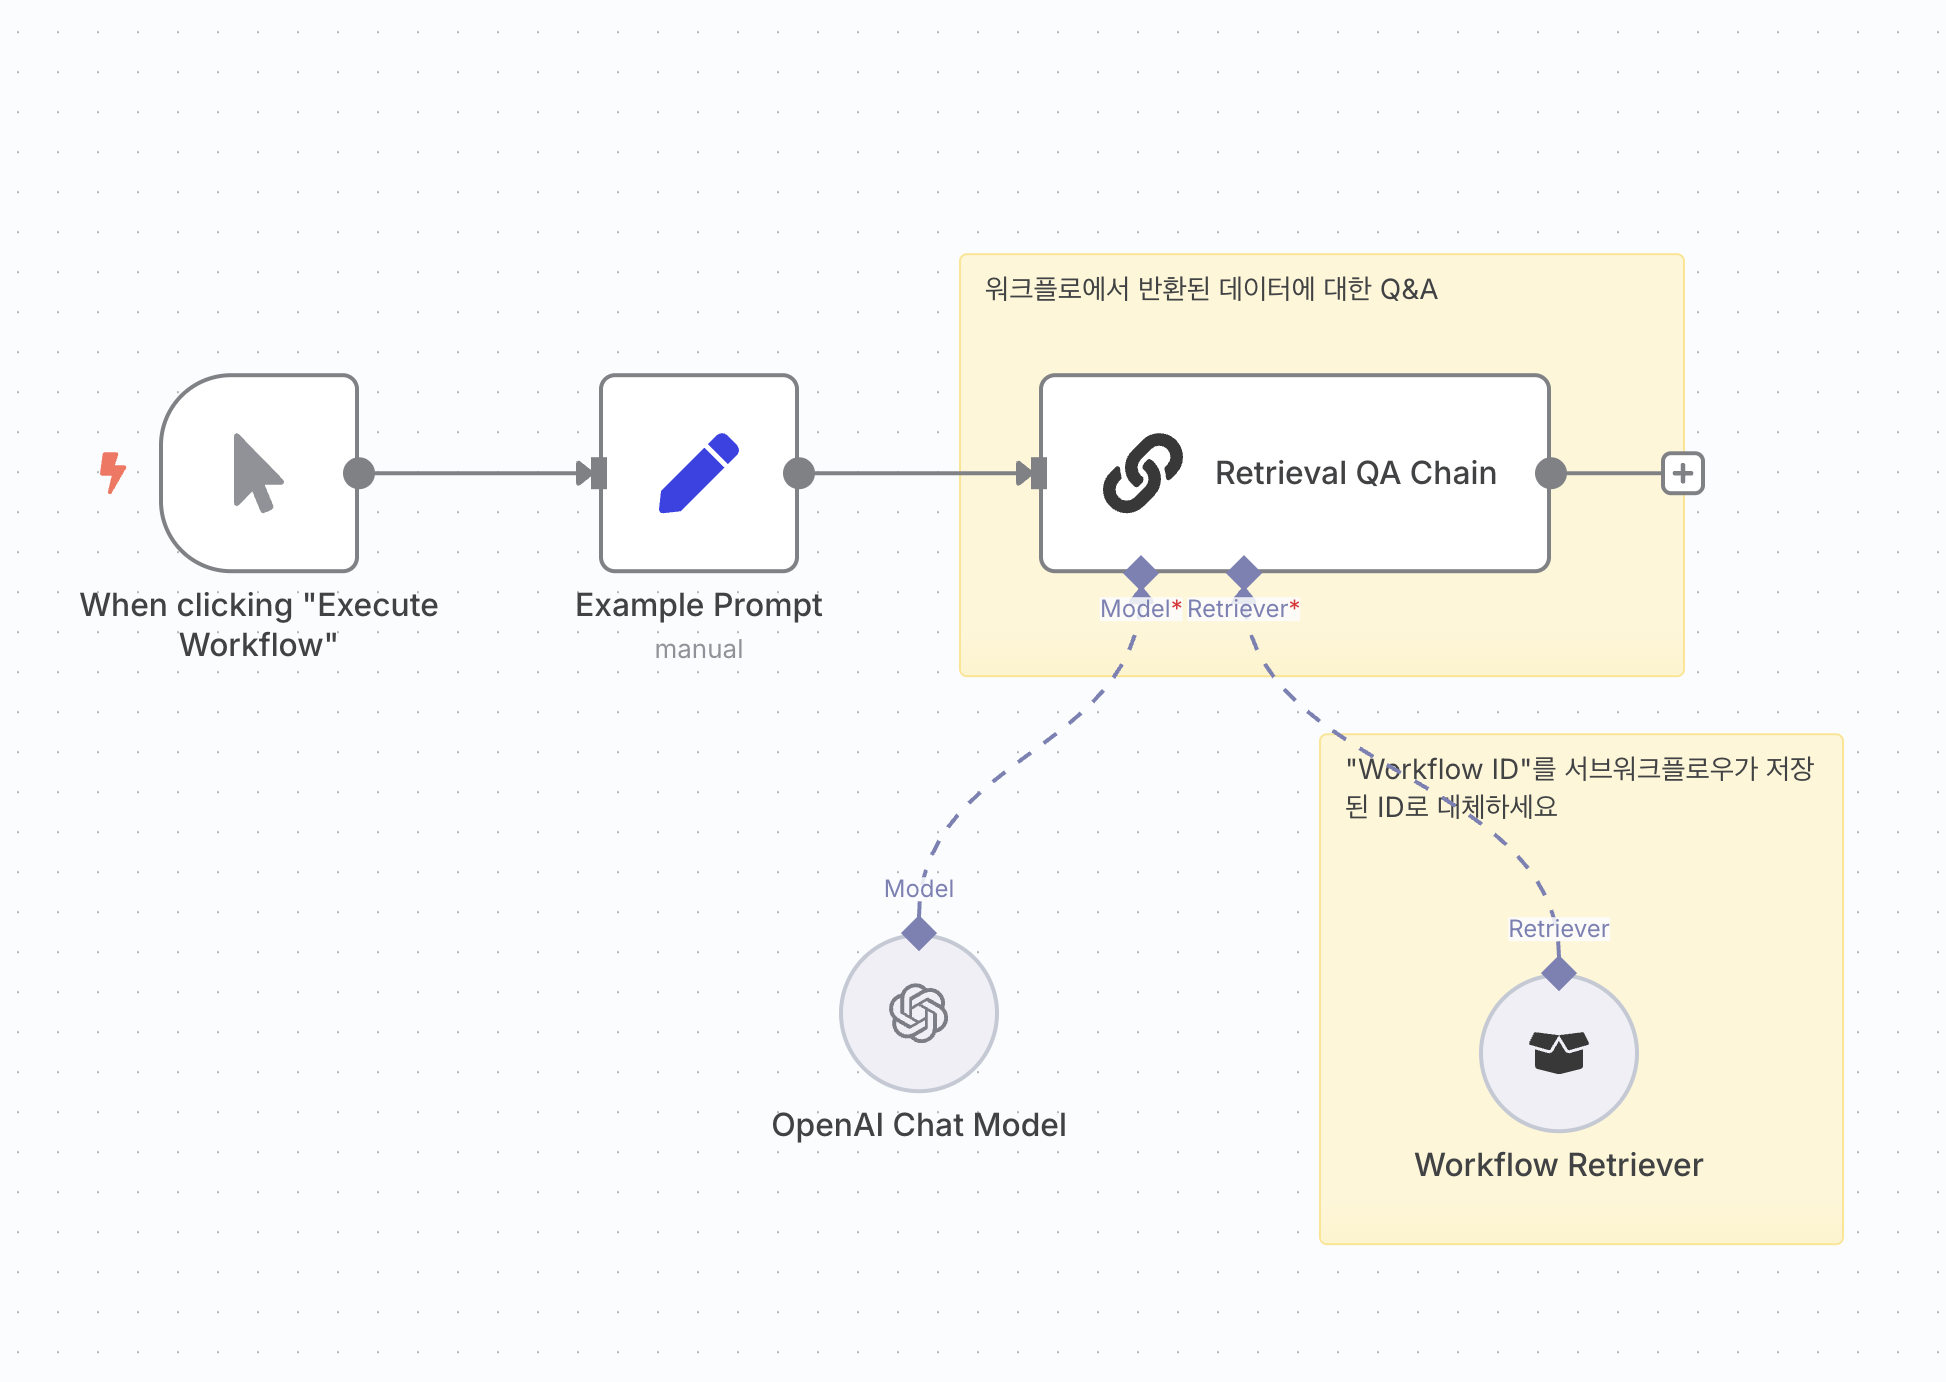 워크플로에서 반환된 데이터에 대한 Q&A
Retrieval QA Chain
When clicking "Execute
Workflow"
Example Prompt
manual
Model*
Retriever*
"Workflow ID"를 서브워크플로우가 저장
된 ID로 대체하세요
Model
Retriever
OpenAI Chat Model
Workflow Retriever